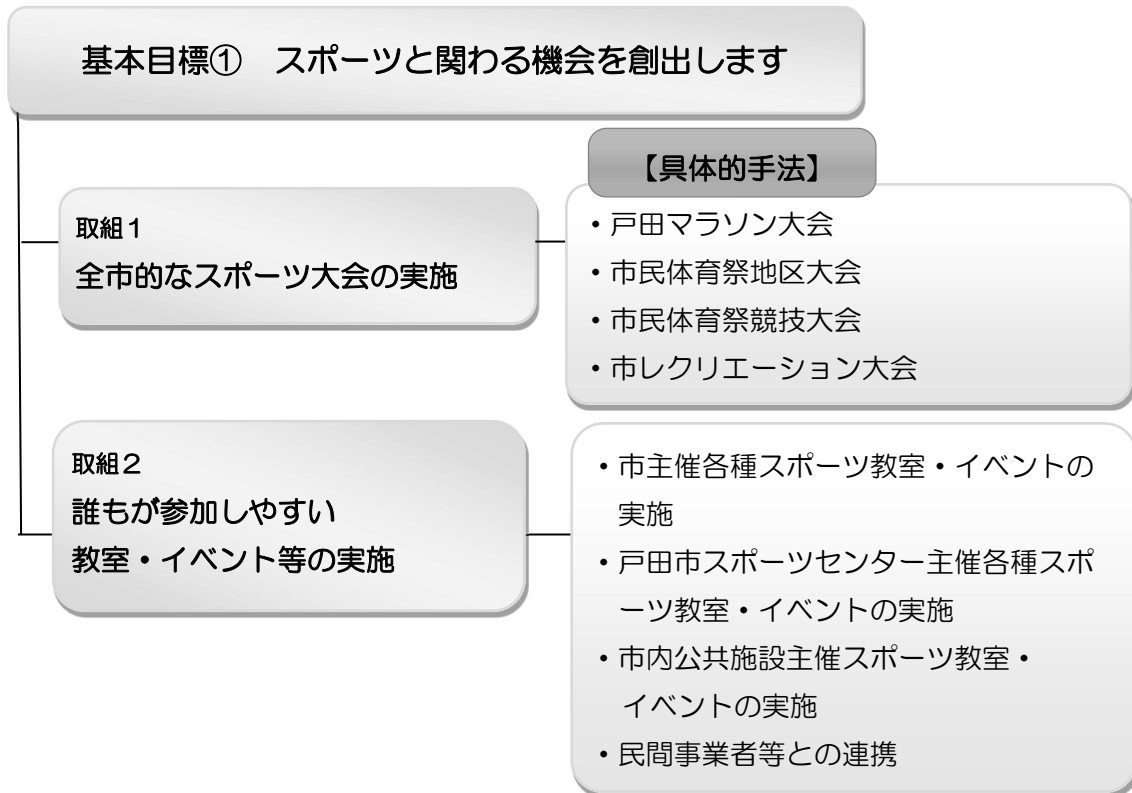 基本目標① スポーツと関わる機会を創出します
【具体的手法】
取組1
全市的なスポーツ大会の実施
・戸田マラソン大会
・市民体育祭地区大会
・市民体育祭競技大会
・市レクリエーション大会
取組2
誰もが参加しやすい
教室・イベント等の実施
・市主催各種スポーツ教室・イベントの
実施
・戸田市スポーツセンター主催各種スポ
ーツ教室・イベントの実施
・市内公共施設主催スポーツ教室・
イベントの実施
・民間事業者等との連携